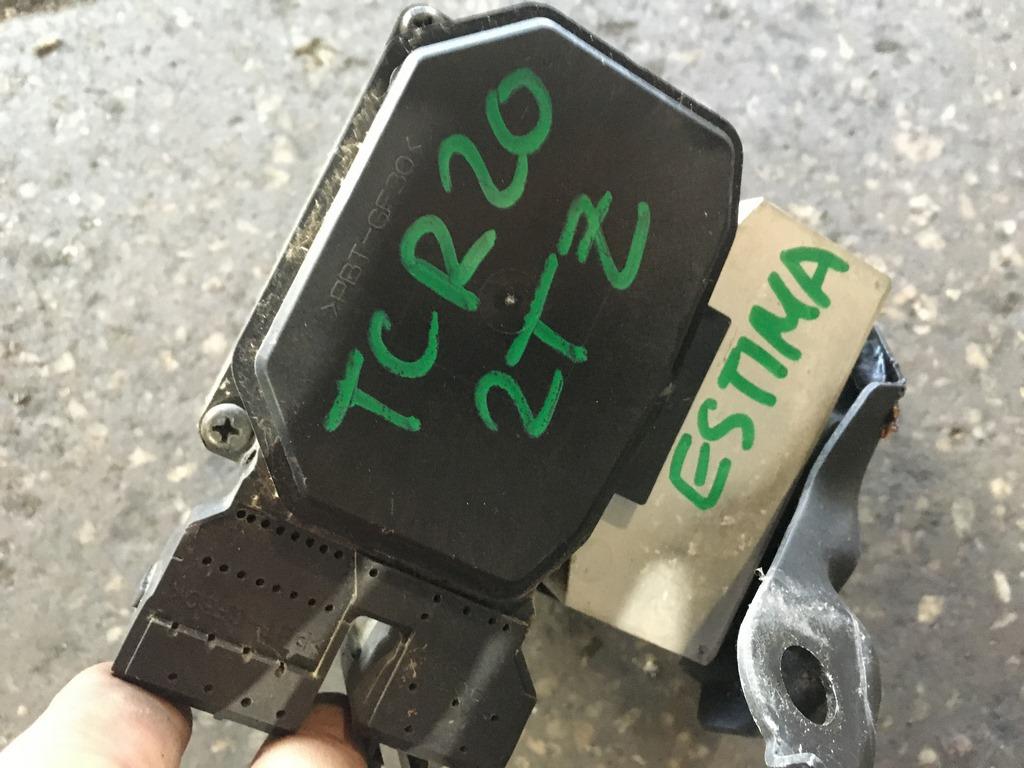 TCR20
2TZ
ESTIMA
>PBT-GF30<